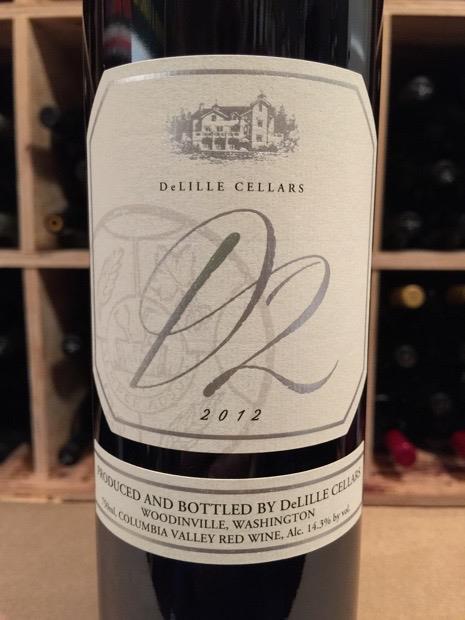 DeLILLE CELLARS
D2
2012
PRODUCED AND BOTTLED BY DeLILLE CELLARS
WOODINVILLE, WASHINGTON
750ml. COLUMBIA VALLEY RED WINE, Alc. 14.3% by vol.